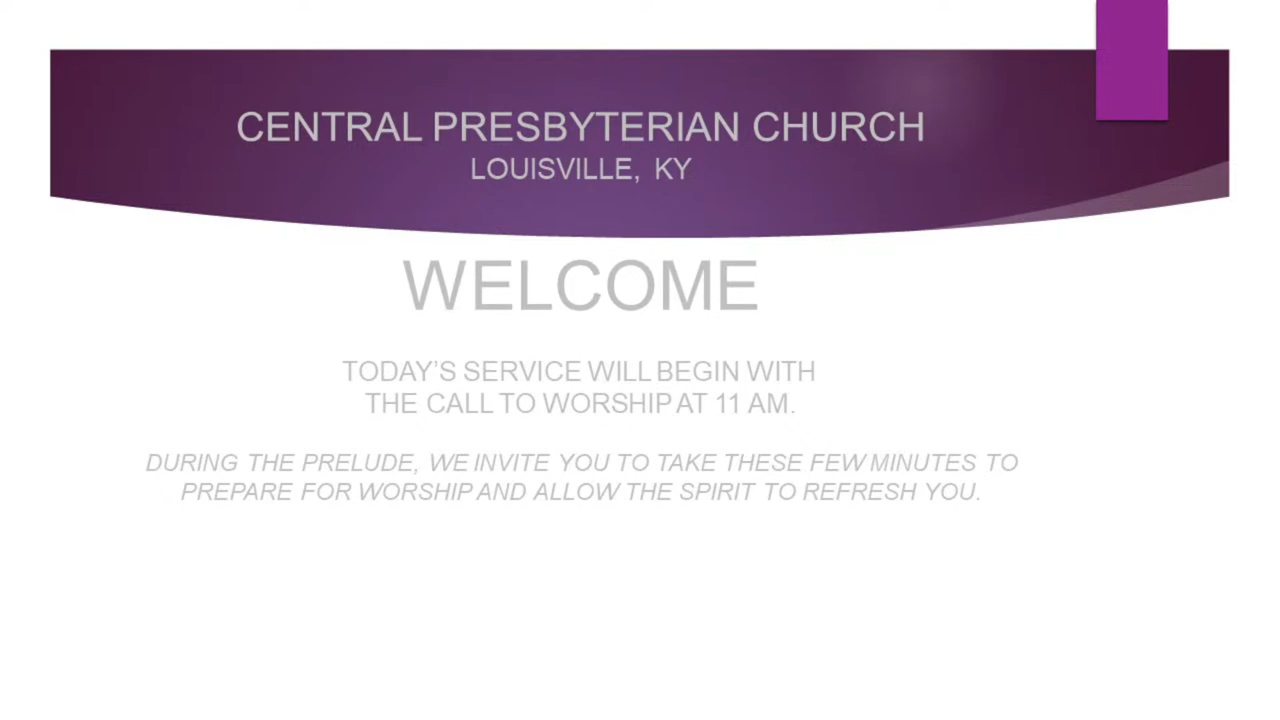 CENTRAL PRESBYTERIAN CHURCH
LOUISVILLE, KY
WELCOME
TODAY’S SERVICE WILL BEGIN WITH
THE CALL TO WORSHIP AT 11 AM.
DURING THE PRELUDE, WE INVITE YOU TO TAKE THESE FEW MINUTES TO
PREPARE FOR WORSHIP AND ALLOW THE SPIRIT TO REFRESH YOU.